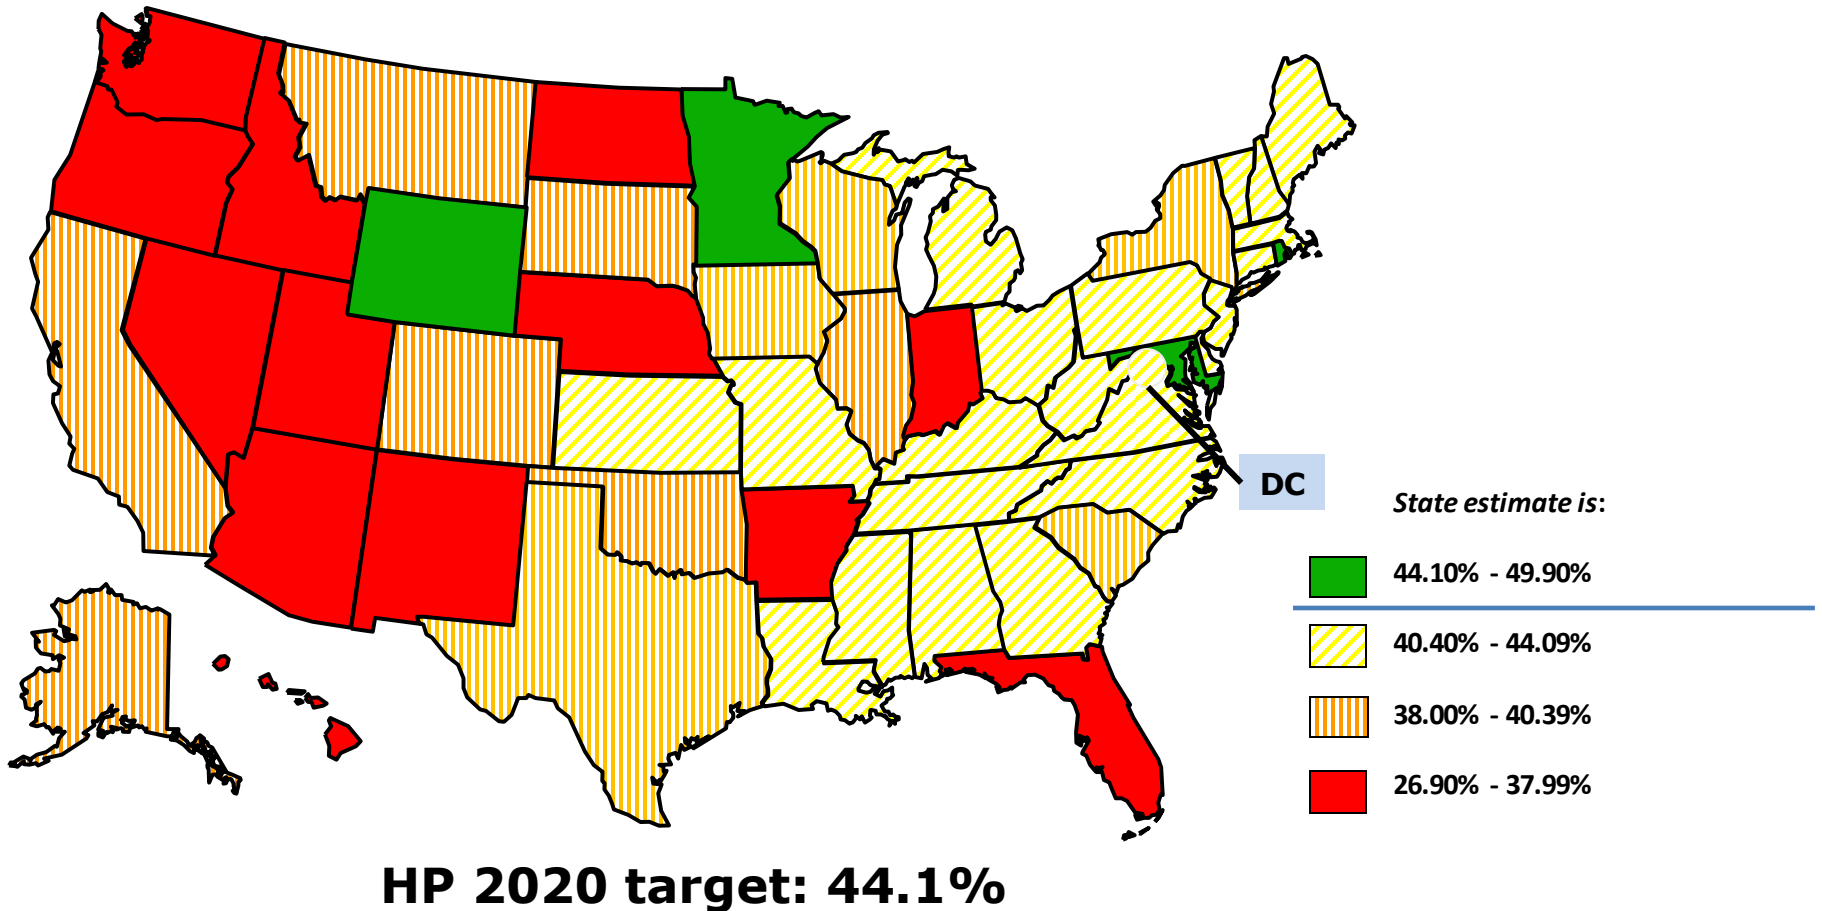 DC
State estimate is:
44.10% - 49.90%
40.40% - 44.09%
38.00% - 40.39%
26.90% - 37.99%
HP 2020 target: 44.1%